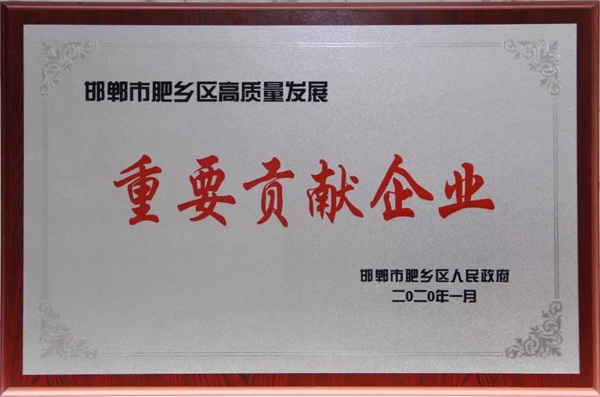 邯郸市肥乡区高质量发展
重要贡献企业
邯郸市肥乡区人民政府
二〇二〇年一月